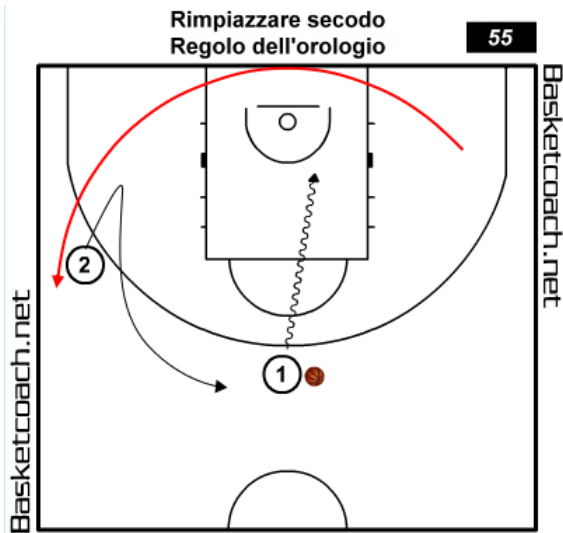 Rimpiazzare secodo
Regolo dell'orologio
55
Basketcoach.net
2
1
Basketcoach.net